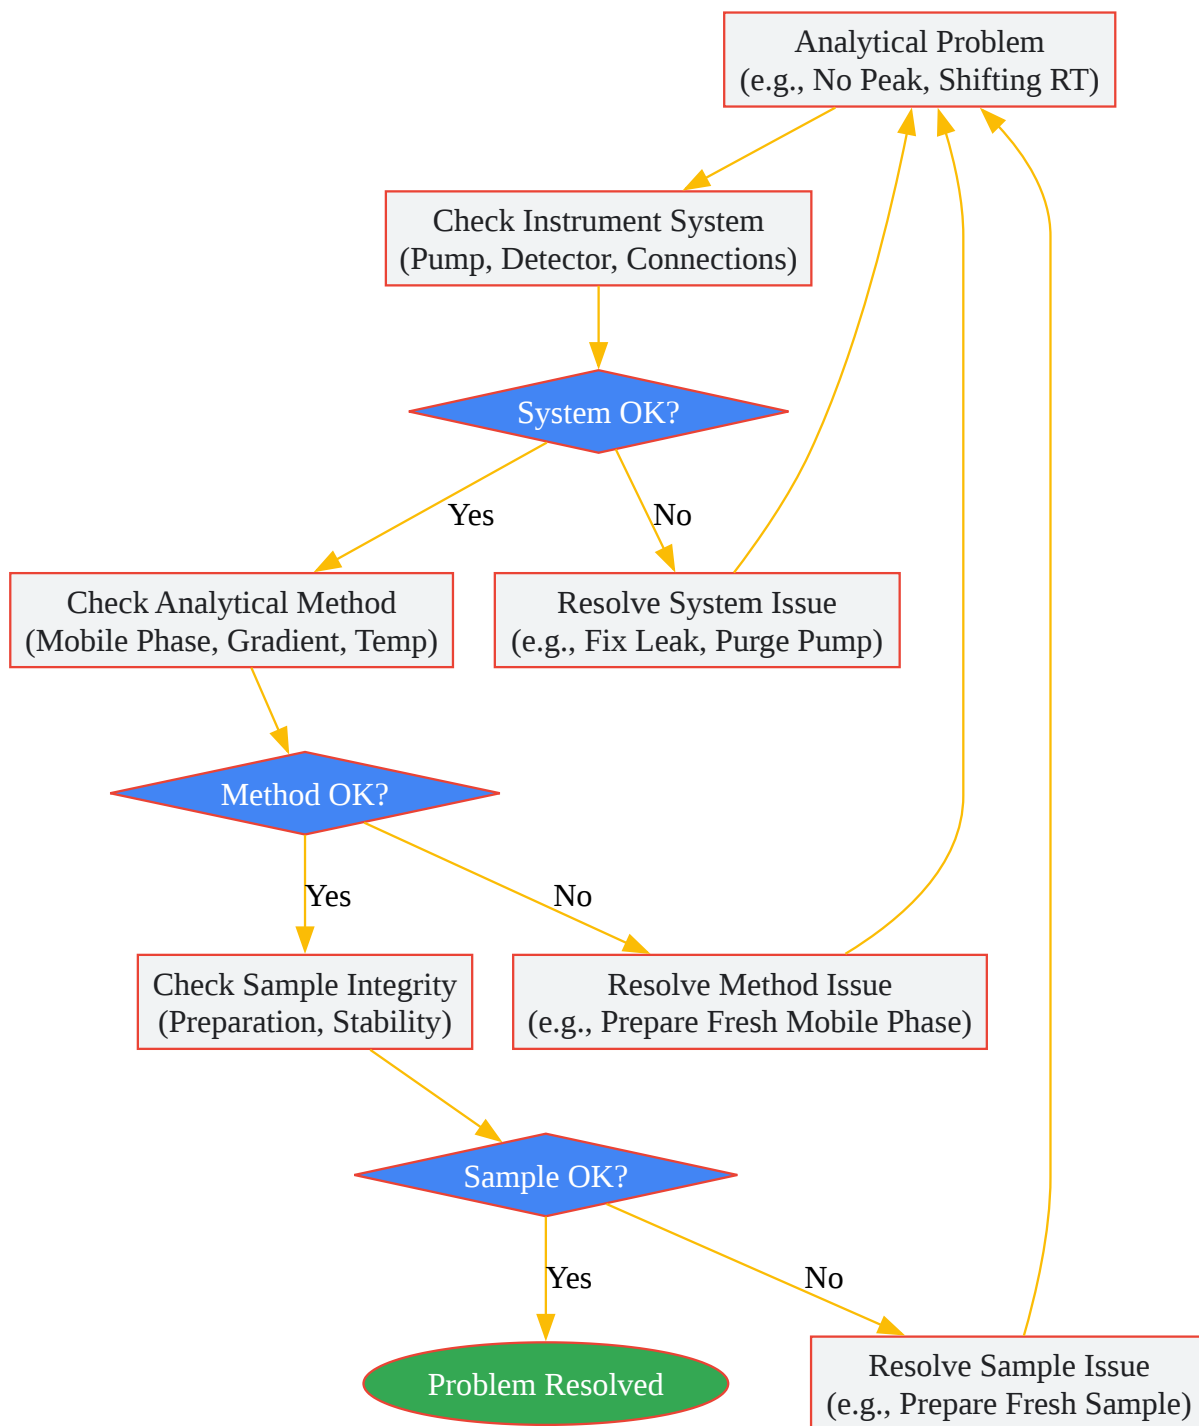 Analytical Problem
(e.g., No Peak, Shifting RT)
Check Instrument System
(Pump, Detector, Connections)
System OK?
Yes
No
Check Analytical Method
(Mobile Phase, Gradient, Temp)
Resolve System Issue
(e.g., Fix Leak, Purge Pump)
Method OK?
Yes
No
Check Sample Integrity
(Preparation, Stability)
Resolve Method Issue
(e.g., Prepare Fresh Mobile Phase)
Sample OK?
Yes
No
Problem Resolved
Resolve Sample Issue
(e.g., Prepare Fresh Sample)